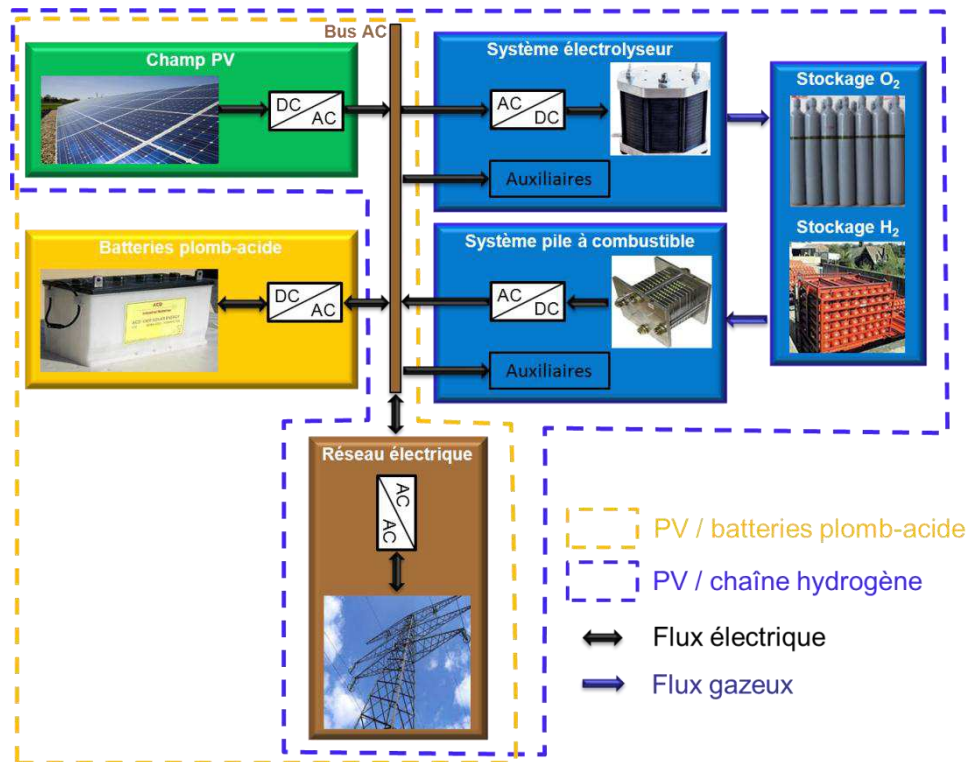 Bus AC
Champ PV
DC
AC
Système électrolyseur
AC
DC
Auxiliaires
Stockage O₂
Stockage H₂
Batteries plomb-acide
DC
AC
Système pile à combustible
AC
DC
Auxiliaires
Réseau électrique
AC
AC
PV / batteries plomb-acide
PV / chaîne hydrogène
Flux électrique
Flux gazeux